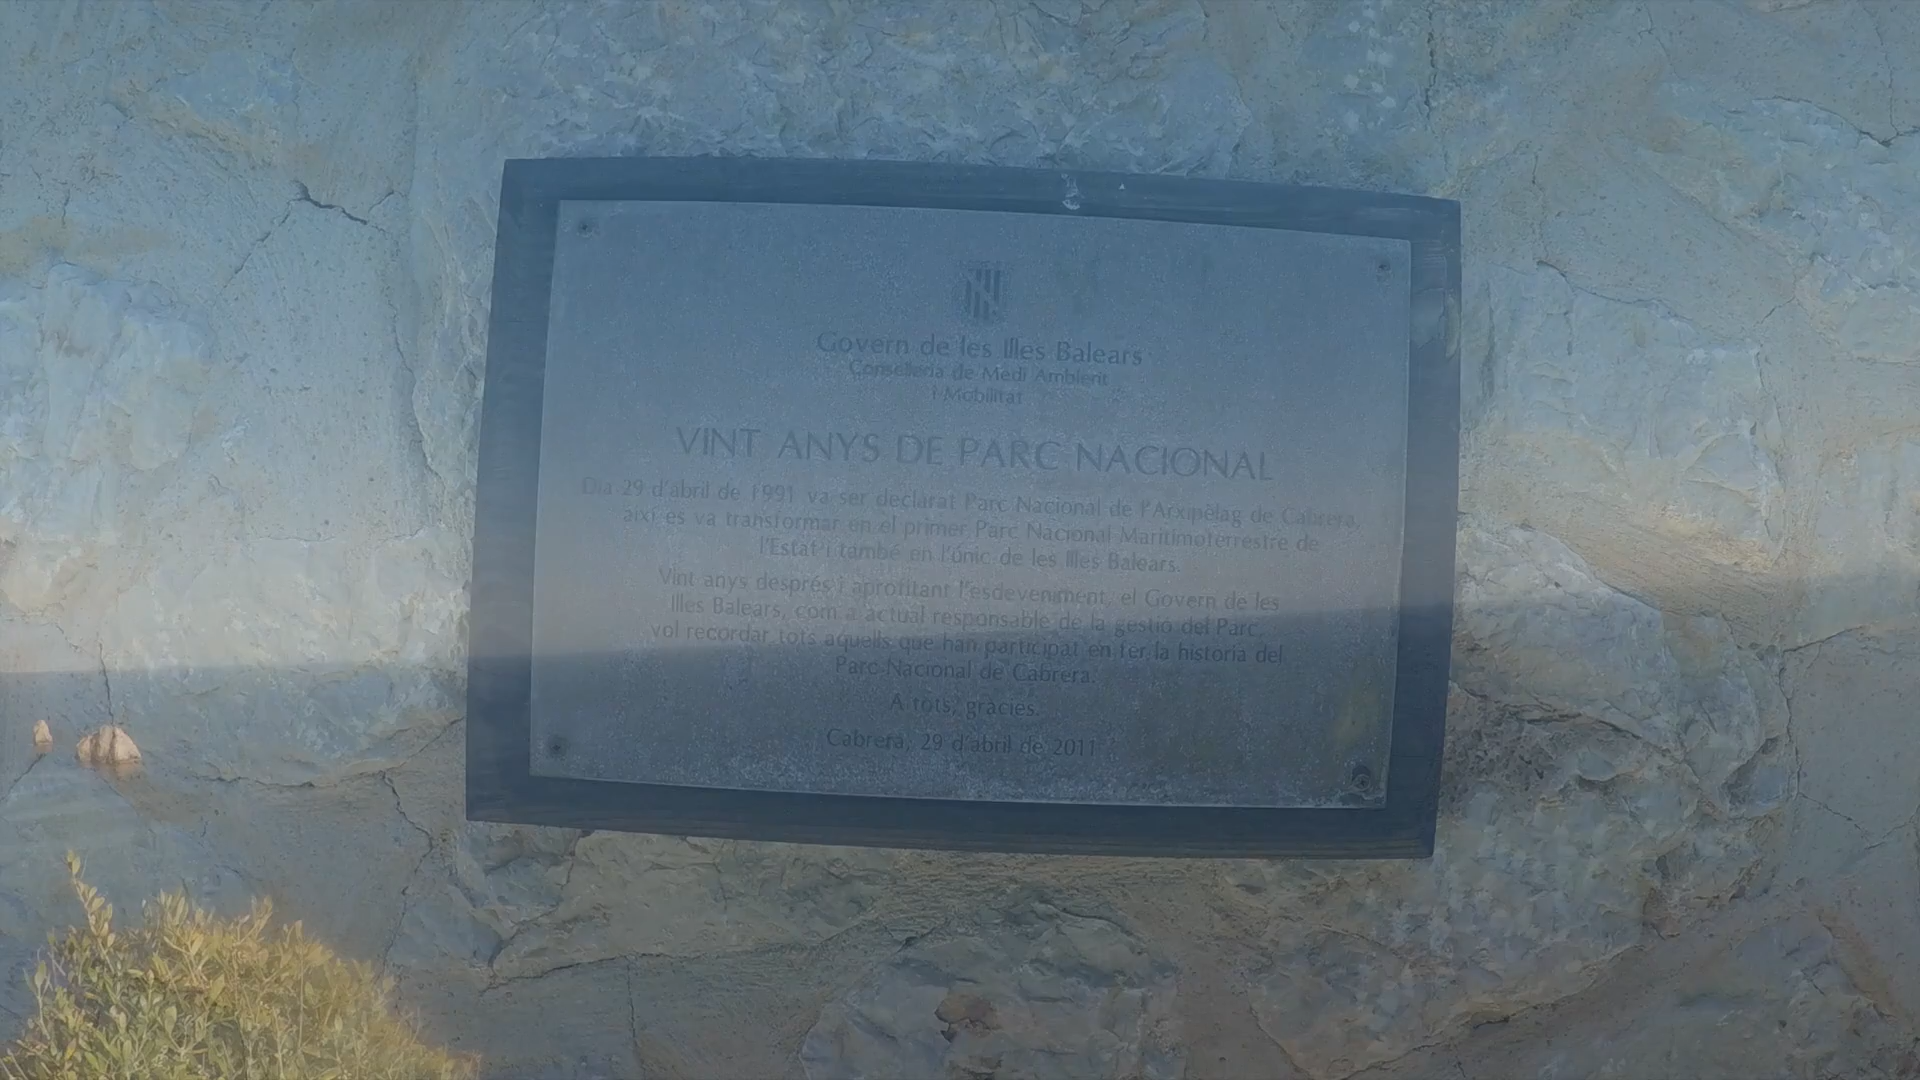 Govern de les Illes Balears
Conselleria de Medi Ambient
i Mobilitat
VINT ANYS DE PARC NACIONAL
Dia 29 d'abril de 1991 va ser declarat Parc Nacional de l'Arxipèlag de Cabrera,
així es va transformar en el primer Parc Nacional Marítimoterrestre de
l'Estat i també en l'únic de les Illes Balears.
Vint anys després i aprofitant l'esdeveniment, el Govern de les
Illes Balears, com a actual responsable de la gestió del Parc,
vol recordar tots aquells que han participat en fer la història del
Parc Nacional de Cabrera.
A tots, gràcies.
Cabrera, 29 d'abril de 2011